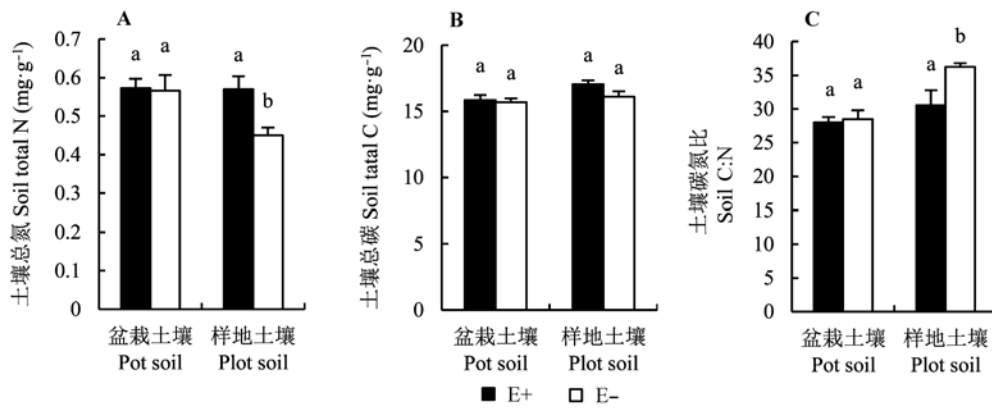 A
土壤总氮 Soil total N (mg·g⁻¹)
0.7
0.6
0.5
0.4
0.3
0.2
0.1
0
a
a
a
b
盆栽土壤
Pot soil
样地土壤
Plot soil
B
土壤总碳 Soil tatal C (mg·g⁻¹)
20
15
10
5
0
a
a
a
a
盆栽土壤
Pot soil
样地土壤
Plot soil
C
土壤碳氮比
Soil C:N
40
35
30
25
20
15
10
5
0
a
a
a
b
盆栽土壤
Pot soil
样地土壤
Plot soil
E+
E−